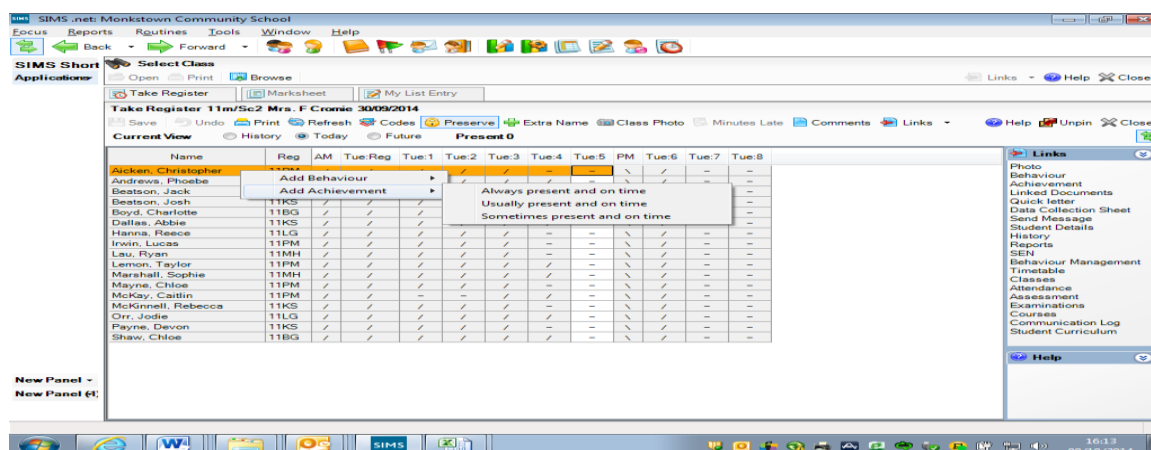 SIMS SIMS .net: Monkstown Community School
Focus Reports Routines Tools Window Help
Back Forward
SIMS Short Select Class
Applications Open Print Browse Links Help Close
Take Register Marksheet My List Entry
Take Register 11m/Sc2 Mrs. F Cromie 30/09/2014
Save Undo Print Refresh Codes Preserve Extra Name Class Photo Minutes Late Comments Links Help Unpin Close
Current View History Today Future Present 0
Name Reg AM Tue:Reg Tue:1 Tue:2 Tue:3 Tue:4 Tue:5 PM Tue:6 Tue:7 Tue:8
Aicken, Christopher / / - - \ / - -
Andrews, Phoebe
Beatson, Jack
Add Behaviour
Add Achievement
Always present and on time
Usually present and on time
Sometimes present and on time
Beatson, Josh 11KS / / /
Boyd, Charlotte 11BG / / /
Dallas, Abbie 11KS / / /
Hanna, Reece 11LG / / / / / - - \ / - -
Irwin, Lucas 11PM / / / / / - - \ / - -
Lau, Ryan 11MH / / / / / - - \ / - -
Lemon, Taylor 11PM / / / / / / - \ / - -
Marshall, Sophie 11MH / / / / / / - \ / - -
Mayne, Chloe 11PM / / / / / - - \ / - -
McKay, Caitlin 11PM / / - - / / - \ / - -
McKinnell, Rebecca 11KS / / / / / - - \ / - -
Orr, Jodie 11LG / / / / / / - \ / - -
Payne, Devon 11KS / / / / / - - \ / - -
Shaw, Chloe 11BG / / / / / / - \ / - -
Links
Photo
Behaviour
Achievement
Linked Documents
Quick letter
Data Collection Sheet
Send Message
Student Details
History
Reports
SEN
Behaviour Management
Timetable
Classes
Attendance
Assessment
Examinations
Courses
Communication Log
Student Curriculum
Help
New Panel
New Panel (4)
SIMS
16:13